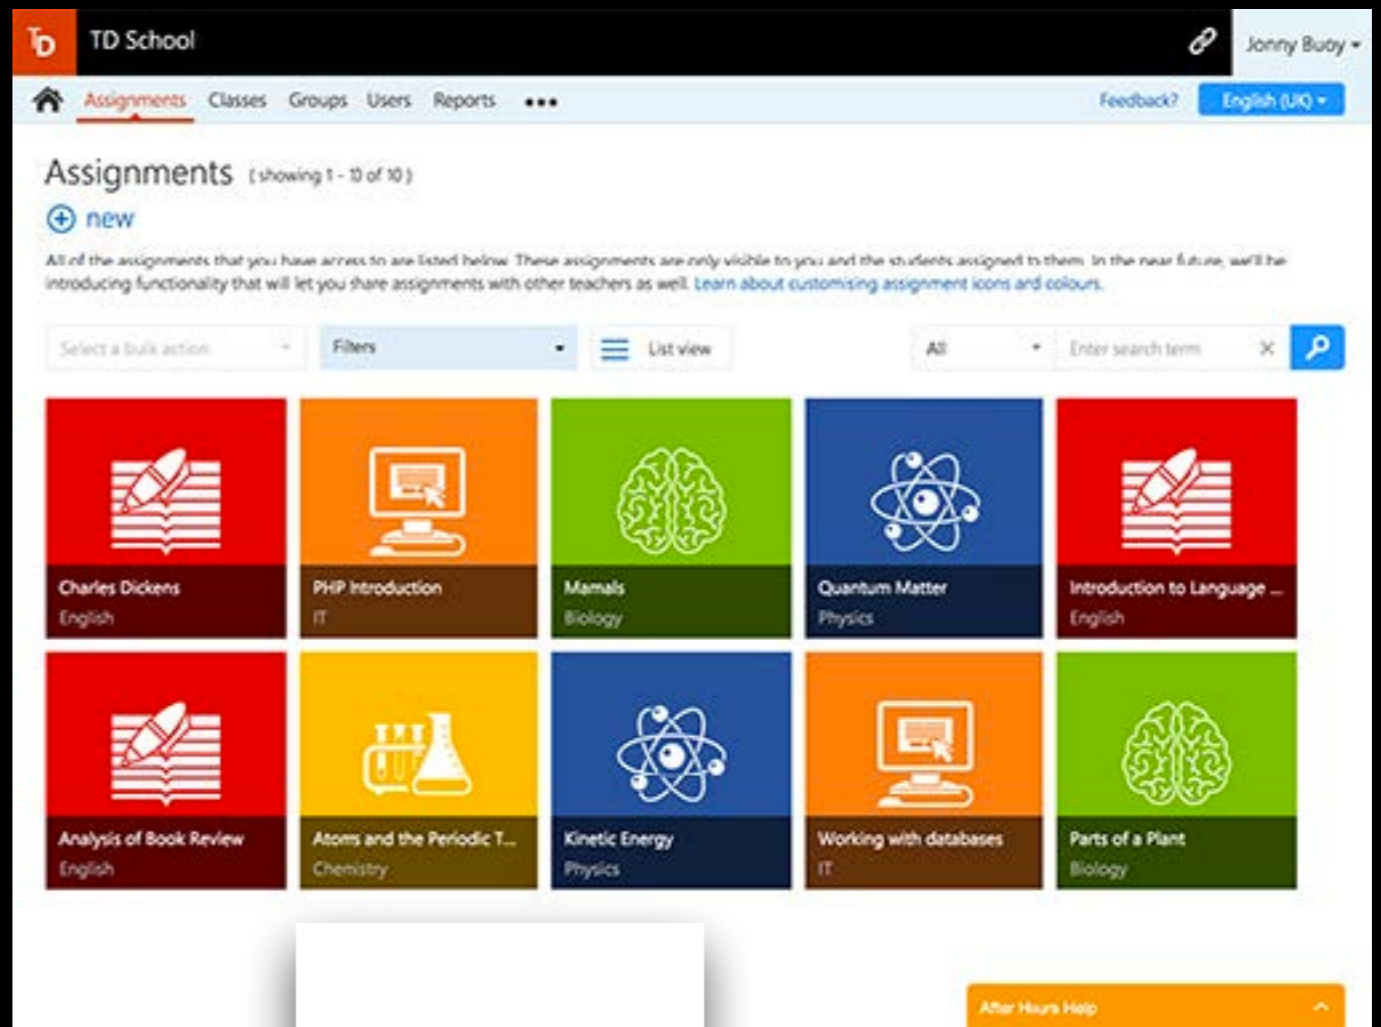 TD TD School Jonny Buoy
Assignments Classes Groups Users Reports ••• Feedback? English (UK)
Assignments ( showing 1 - 10 of 10 )
new
All of the assignments that you have access to are listed below. These assignments are only visible to you and the students assigned to them. In the near future, we'll be
introducing functionality that will let you share assignments with other teachers as well. Learn about customising assignment icons and colours.
Select a bulk action Filters List view All Enter search term
Charles Dickens PHP Introduction Mamals Quantum Matter Introduction to Language ...
English IT Biology Physics English
Analysis of Book Review Atoms and the Periodic T... Kinetic Energy Working with databases Parts of a Plant
English Chemistry Physics IT Biology
After Hours Help